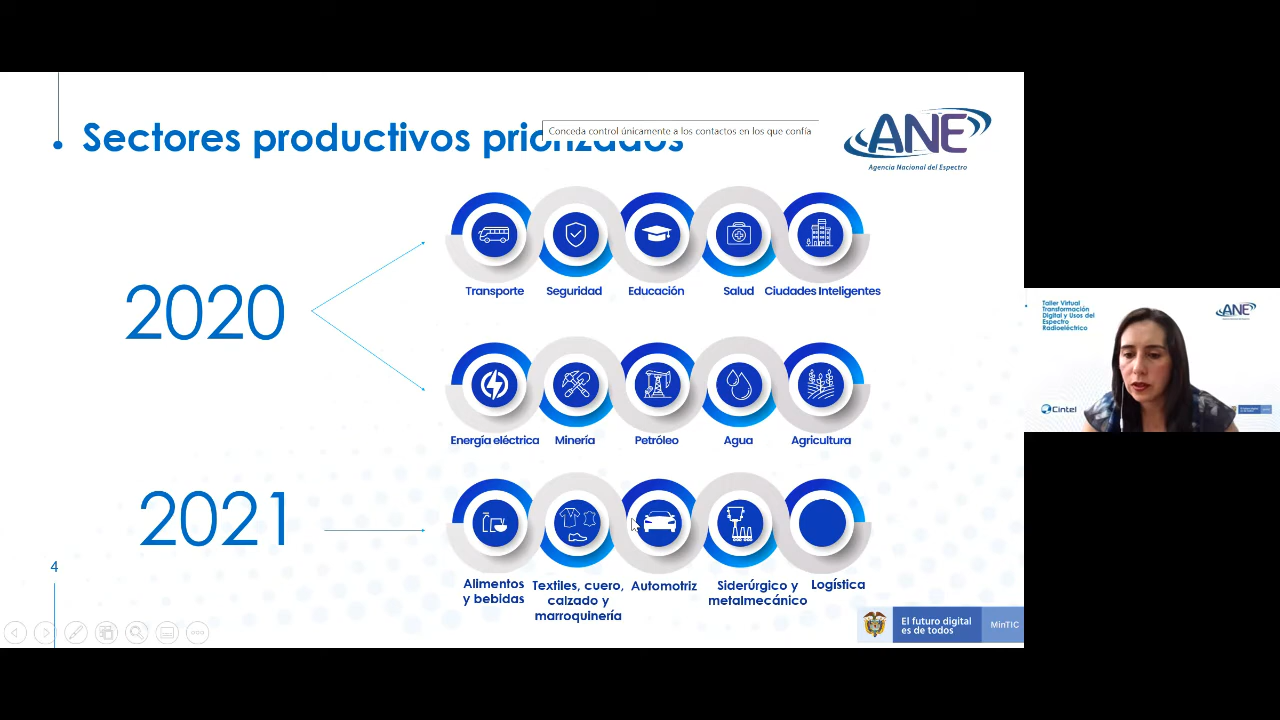 Sectores productivos priorizados
Conceda control únicamente a los contactos en los que confía
ANE
Agencia Nacional del Espectro
2020
Transporte
Seguridad
Educación
Salud
Ciudades Inteligentes
Energía eléctrica
Minería
Petróleo
Agua
Agricultura
2021
Alimentos
y bebidas
Textiles, cuero,
calzado y
marroquinería
Automotriz
Siderúrgico y
metalmecánico
Logística
4
El futuro digital
es de todos
MinTIC
Taller Virtual
Transformación
Digital y Usos del
Espectro
Radioeléctrico
ANE
Cintel